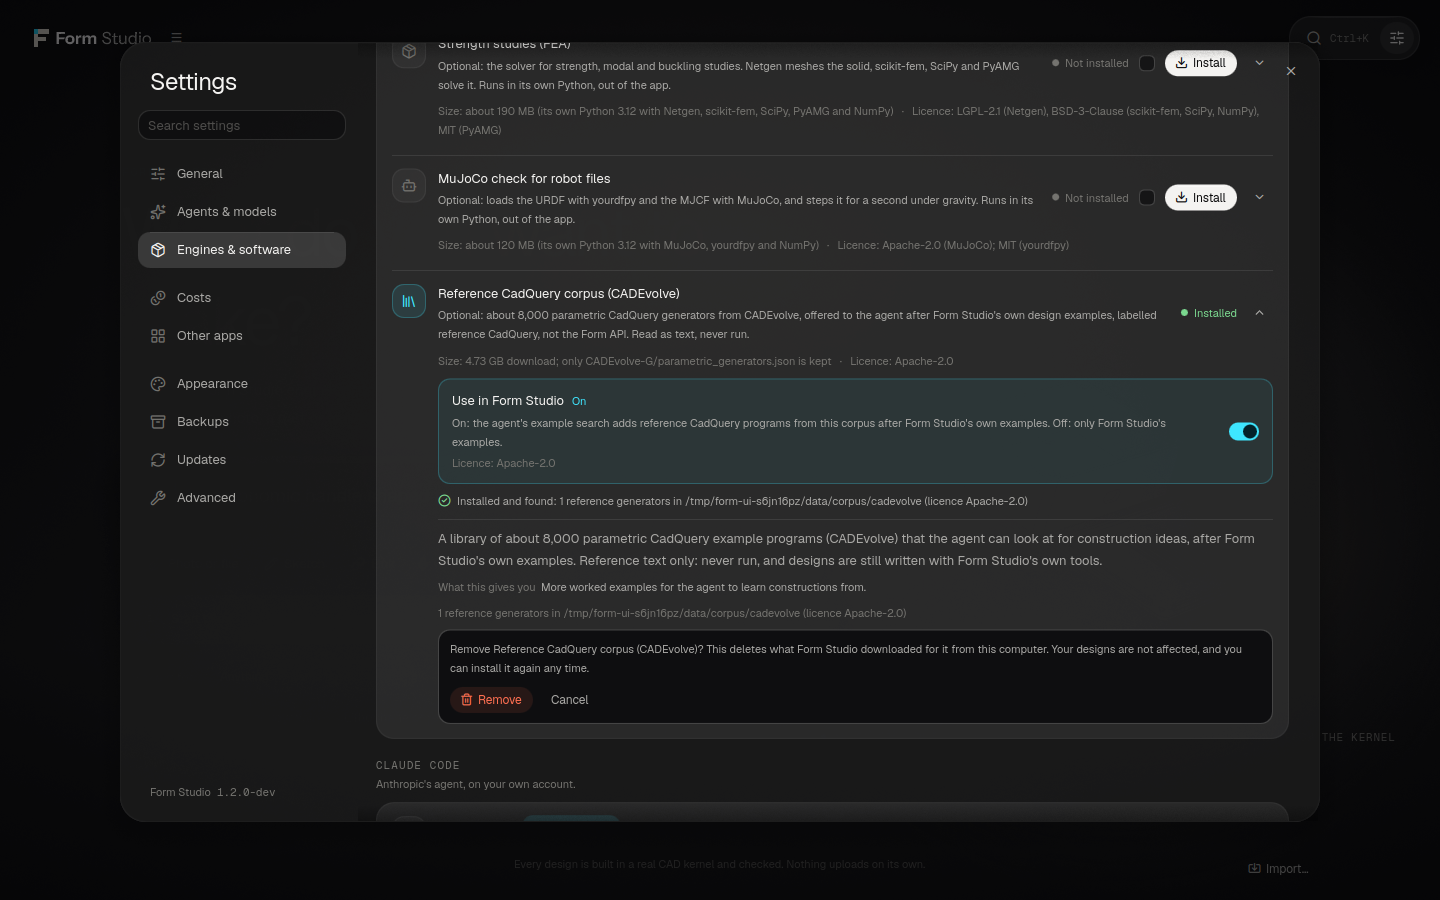 Form Studio
Ctrl+K
Settings
Search settings
General
Agents & models
Engines & software
Costs
Other apps
Appearance
Backups
Updates
Advanced
Form Studio 1.2.0-dev
Strength studies (FEA)
Optional: the solver for strength, modal and buckling studies. Netgen meshes the solid, scikit-fem, SciPy and PyAMG
solve it. Runs in its own Python, out of the app.
Not installed
Install
Size: about 190 MB (its own Python 3.12 with Netgen, scikit-fem, SciPy, PyAMG and NumPy) · Licence: LGPL-2.1 (Netgen), BSD-3-Clause (scikit-fem, SciPy, NumPy),
MIT (PyAMG)
MuJoCo check for robot files
Optional: loads the URDF with yourdfpy and the MJCF with MuJoCo, and steps it for a second under gravity. Runs in its
own Python, out of the app.
Not installed
Install
Size: about 120 MB (its own Python 3.12 with MuJoCo, yourdfpy and NumPy) · Licence: Apache-2.0 (MuJoCo); MIT (yourdfpy)
Reference CadQuery corpus (CADEvolve)
Optional: about 8,000 parametric CadQuery generators from CADEvolve, offered to the agent after Form Studio's own design examples, labelled
reference CadQuery, not the Form API. Read as text, never run.
Installed
Size: 4.73 GB download; only CADEvolve-G/parametric_generators.json is kept · Licence: Apache-2.0
Use in Form Studio On
On: the agent's example search adds reference CadQuery programs from this corpus after Form Studio's own examples. Off: only Form Studio's
examples.
Licence: Apache-2.0
Installed and found: 1 reference generators in /tmp/form-ui-s6jn16pz/data/corpus/cadevolve (licence Apache-2.0)
A library of about 8,000 parametric CadQuery example programs (CADEvolve) that the agent can look at for construction ideas, after Form
Studio's own examples. Reference text only: never run, and designs are still written with Form Studio's own tools.
What this gives you More worked examples for the agent to learn constructions from.
1 reference generators in /tmp/form-ui-s6jn16pz/data/corpus/cadevolve (licence Apache-2.0)
Remove Reference CadQuery corpus (CADEvolve)? This deletes what Form Studio downloaded for it from this computer. Your designs are not affected, and you
can install it again any time.
Remove
Cancel
CLAUDE CODE
Anthropic's agent, on your own account.
THE KERNEL
Every design is built in a real CAD kernel and checked. Nothing uploads on its own.
Import...